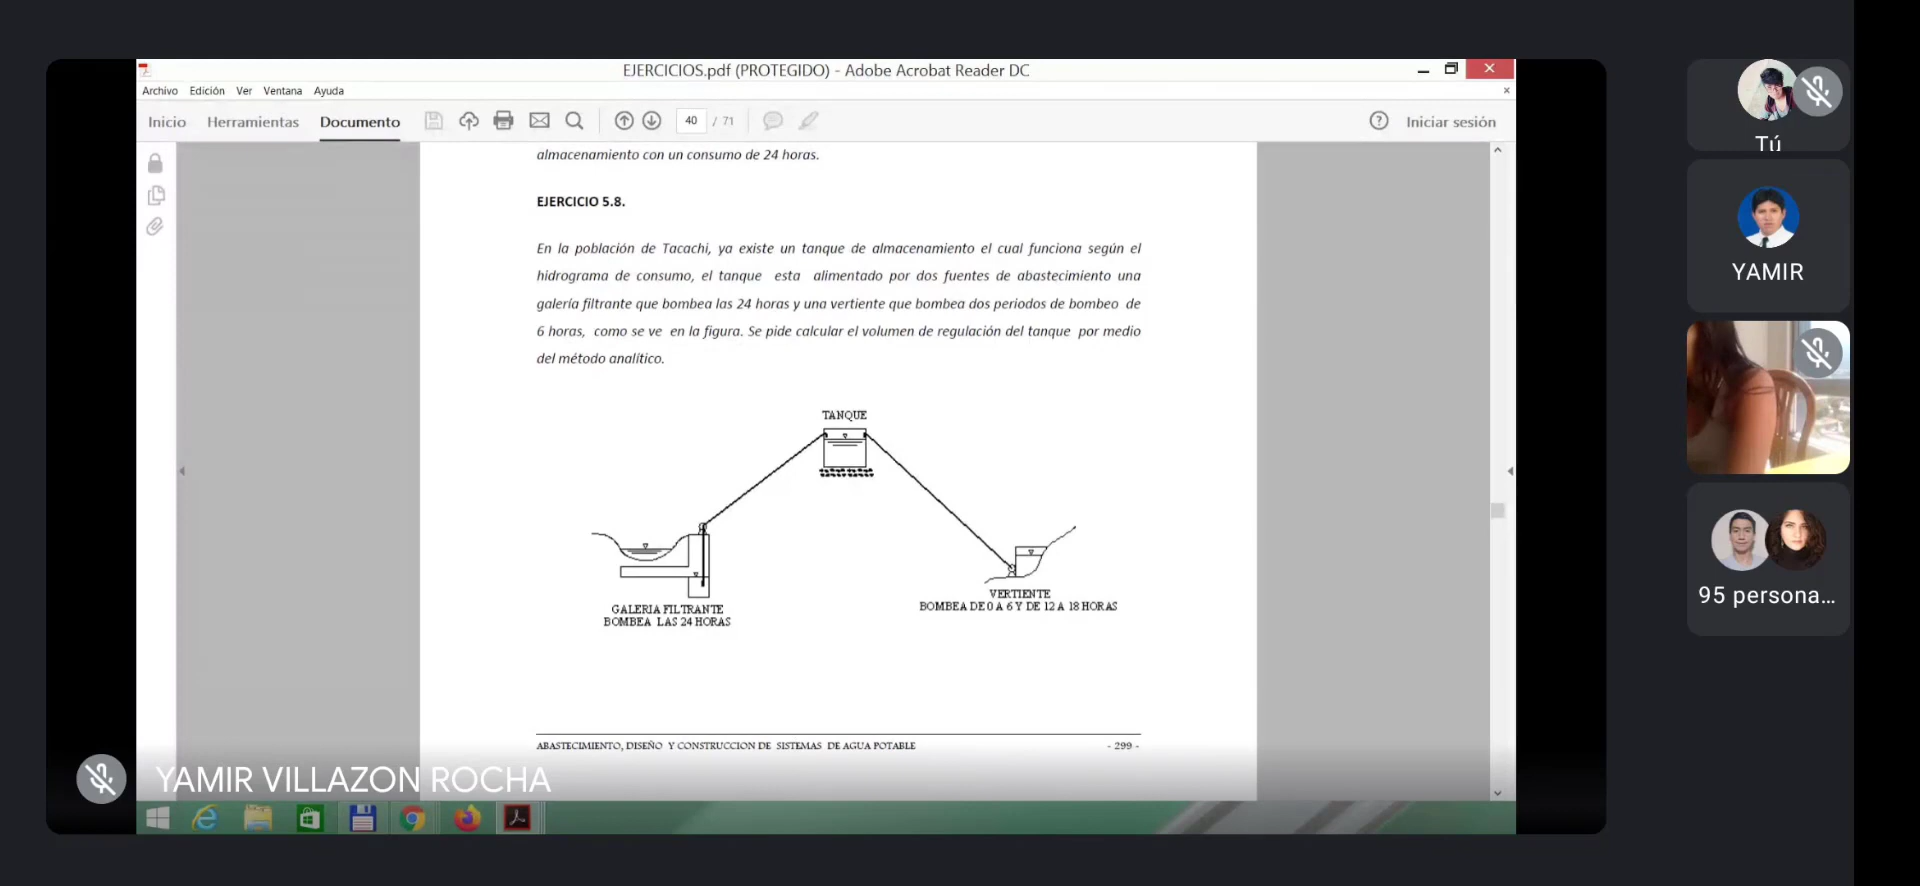 EJERCICIOS.pdf (PROTEGIDO) - Adobe Acrobat Reader DC
Archivo Edición Ver Ventana Ayuda
Inicio Herramientas Documento 40 / 71 Iniciar sesión
almacenamiento con un consumo de 24 horas.
EJERCICIO 5.8.
En la población de Tacachi, ya existe un tanque de almacenamiento el cual funciona según el
hidrograma de consumo, el tanque esta alimentado por dos fuentes de abastecimiento una
galería filtrante que bombea las 24 horas y una vertiente que bombea dos periodos de bombeo de
6 horas, como se ve en la figura. Se pide calcular el volumen de regulación del tanque por medio
del método analítico.
TANQUE
GALERIA FILTRANTE
BOMBEA LAS 24 HORAS
VERTIENTE
BOMBEA DE 0 A 6 Y DE 12 A 18 HORAS
ABASTECIMIENTO, DISEÑO Y CONSTRUCCION DE SISTEMAS DE AGUA POTABLE - 299 -
YAMIR VILLAZON ROCHA
Tú
YAMIR
95 persona...